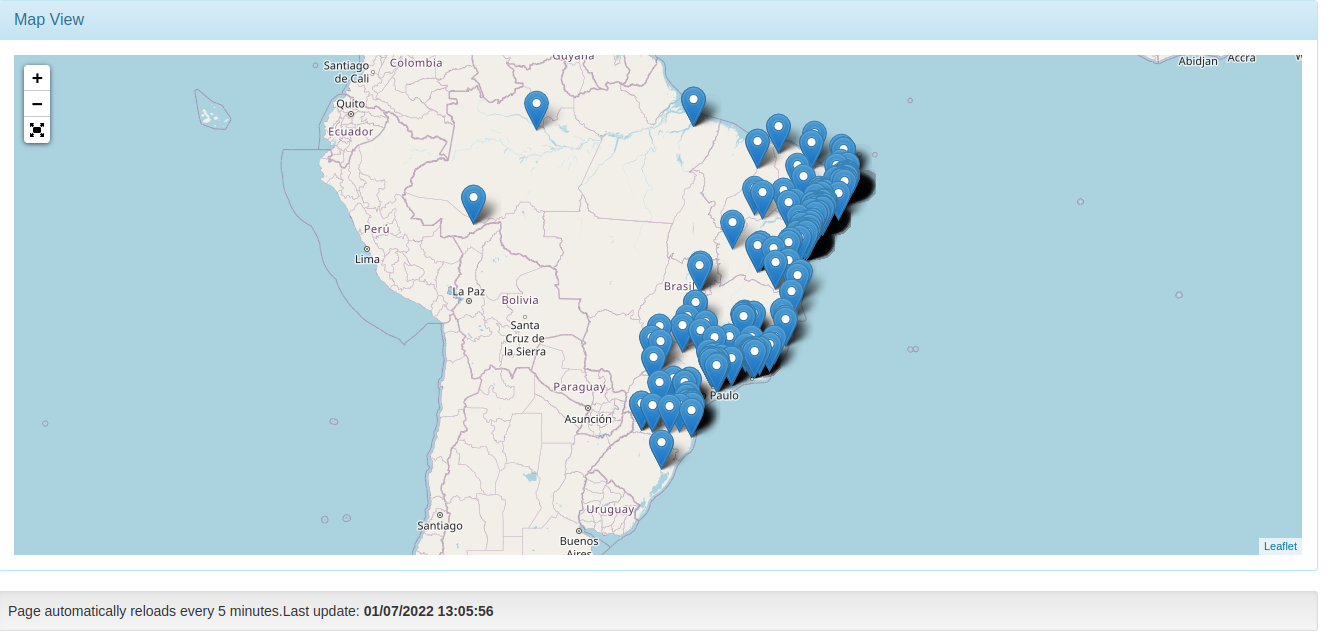 Map View
+
−
Santiago
de Cali
Colombia
Guyana
Abidjan
Accra
Quito
Ecuador
Perú
Lima
La Paz
Bolivia
Brasil
Santa
Cruz de
la Sierra
Paraguay
Paulo
Asunción
Uruguay
Santiago
Buenos
Aires
Leaflet
Page automatically reloads every 5 minutes.Last update: 01/07/2022 13:05:56